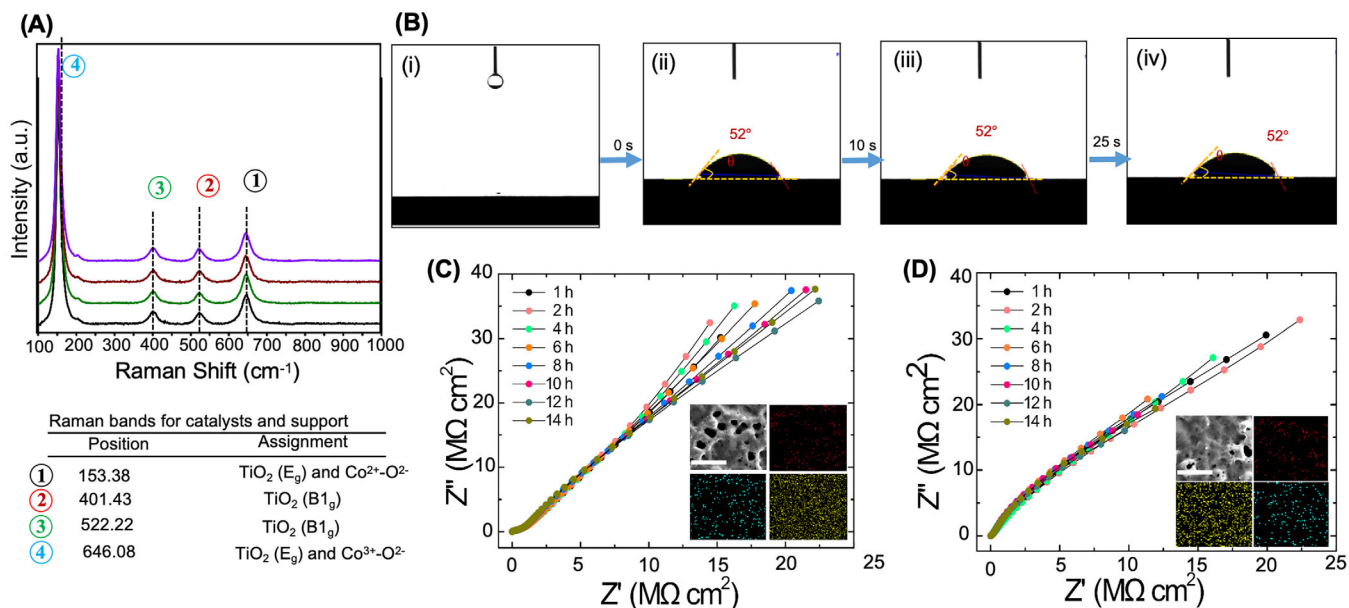 (A)
4
3
2
1
Intensity (a.u.)
100 200 300 400 500 600 700 800 900 1000
Raman Shift (cm-1)
Raman bands for catalysts and support
Position Assignment
1 153.38 TiO2 (Eg) and Co2+-O2-
2 401.43 TiO2 (B1g)
3 522.22 TiO2 (B1g)
4 646.08 TiO2 (Eg) and Co3+-O2-
(B)
(i)
0 s
(ii)
52°
θ
10 s
(iii)
52°
θ
25 s
(iv)
52°
θ
(C)
40
30
20
10
0
Z" (MΩ cm2)
1 h
2 h
4 h
6 h
8 h
10 h
12 h
14 h
0 5 10 15 20 25
Z' (MΩ cm2)
(D)
40
30
20
10
0
Z" (MΩ cm2)
1 h
2 h
4 h
6 h
8 h
10 h
12 h
14 h
0 5 10 15 20 25
Z' (MΩ cm2)